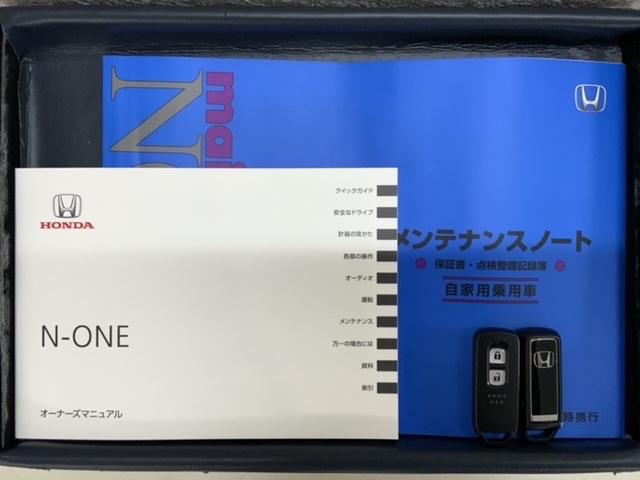 HONDA
N-ONE
オーナーズマニュアル
クイックガイド
安全なドライブ
計器の見かた
各部の操作
オーディオ
運転
メンテナンス
万一の場合には
資料
索引
メンテナンスノート
保証書・点検整備記録簿
自家用乗用車
時携行